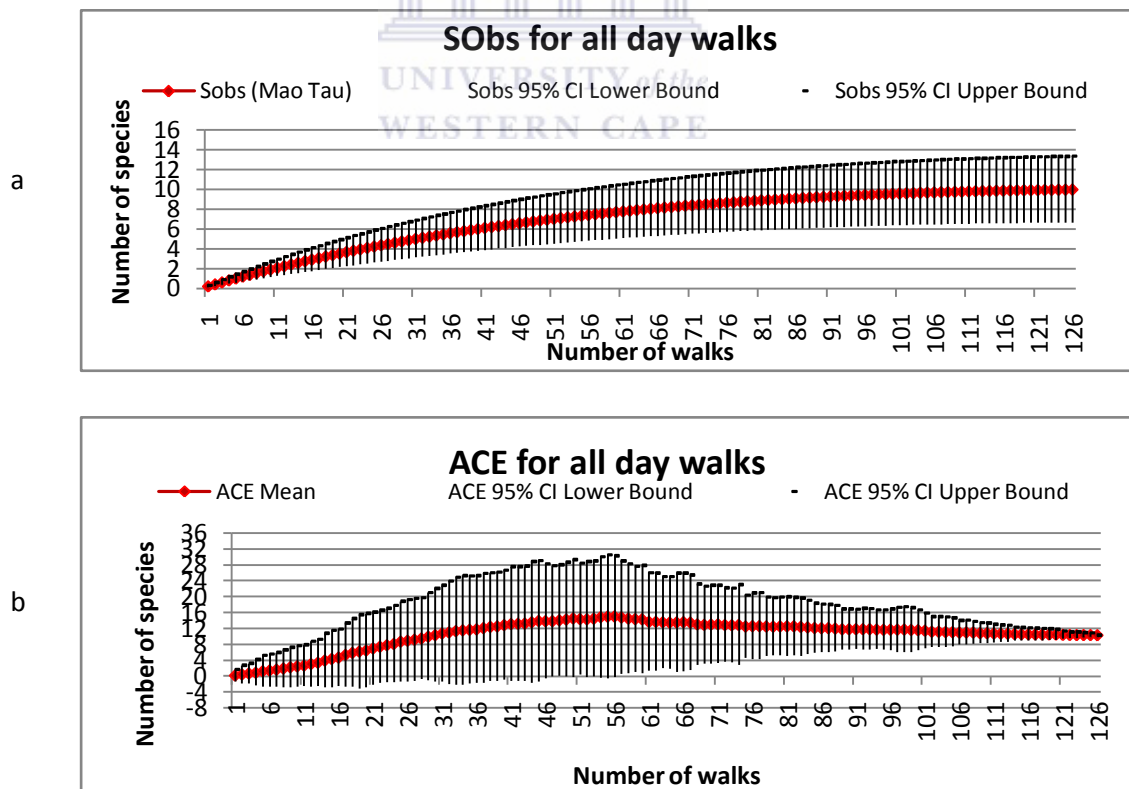 SObs for all day walks
UNIVERSITY of the
Sobs (Mao Tau) Sobs 95% CI Lower Bound Sobs 95% CI Upper Bound
WESTERN CAPE
a
Number of species
16
14
12
10
8
6
4
2
0
1 6 11 16 21 26 31 36 41 46 51 56 61 66 71 76 81 86 91 96 101 106 111 116 121 126
Number of walks
ACE for all day walks
ACE Mean ACE 95% CI Lower Bound ACE 95% CI Upper Bound
b
Number of species
36
32
28
24
20
16
12
8
4
0
-4
-8
1 6 11 16 21 26 31 36 41 46 51 56 61 66 71 76 81 86 91 96 101 106 111 116 121 126
Number of walks